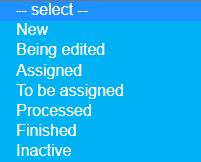 -- select --
New
Being edited
Assigned
To be assigned
Processed
Finished
Inactive